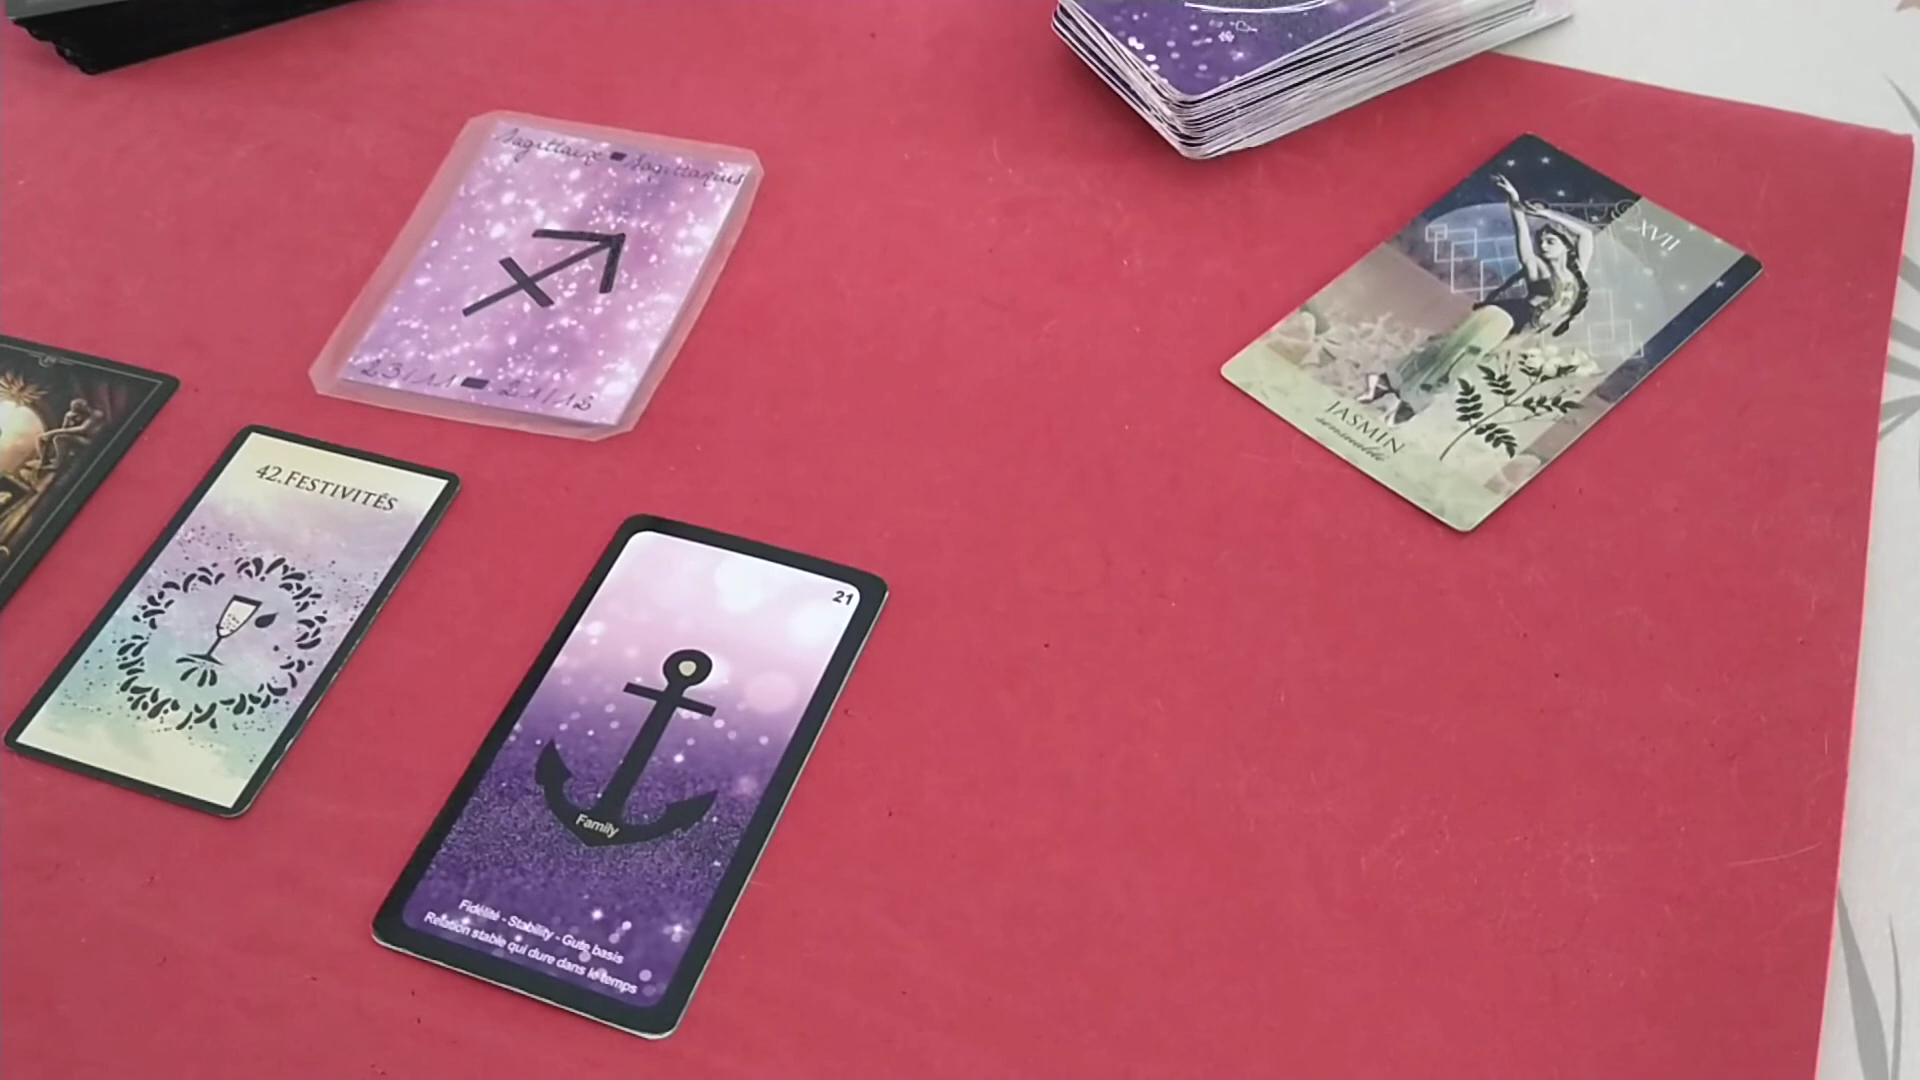 Sagittaire - Sagittarius
23/11 - 21/12
XVII
JASMIN
sensualité
42.FESTIVITÉS
21
Family
Fidélité - Stability - Gute basis
Relation stable qui dure dans le temps